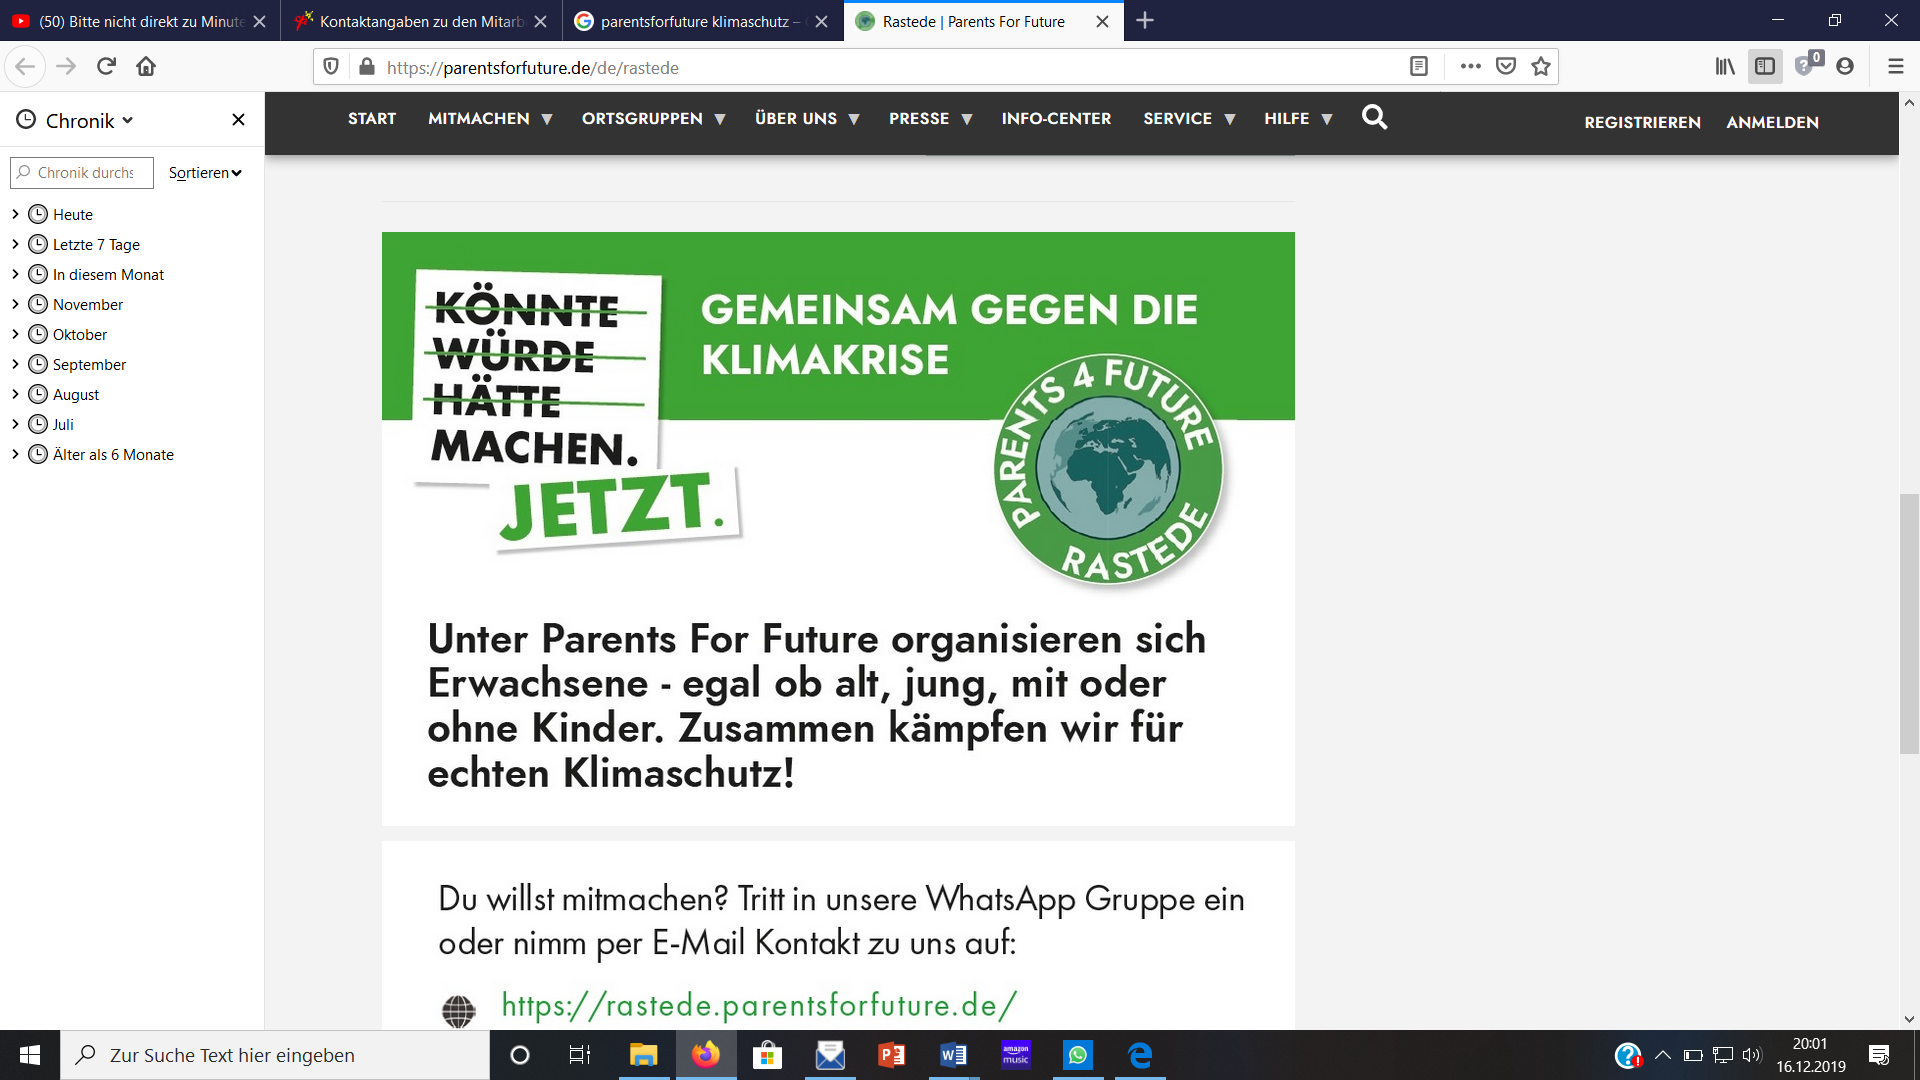 (50) Bitte nicht direkt zu Minute
Kontaktangaben zu den Mitarb
parentsforfuture klimaschutz –
Rastede | Parents For Future
https://parentsforfuture.de/de/rastede
0
Chronik
Chronik durchs
Sortieren
Heute
Letzte 7 Tage
In diesem Monat
November
Oktober
September
August
Juli
Älter als 6 Monate
START MITMACHEN ▼ ORTSGRUPPEN ▼ ÜBER UNS ▼ PRESSE ▼ INFO-CENTER SERVICE ▼ HILFE ▼ REGISTRIEREN ANMELDEN
KÖNNTE
WÜRDE
HÄTTE
MACHEN.
JETZT.
GEMEINSAM GEGEN DIE
KLIMAKRISE
PARENTS 4 FUTURE
RASTEDE
Unter Parents For Future organisieren sich
Erwachsene - egal ob alt, jung, mit oder
ohne Kinder. Zusammen kämpfen wir für
echten Klimaschutz!
Du willst mitmachen? Tritt in unsere WhatsApp Gruppe ein
oder nimm per E-Mail Kontakt zu uns auf:
https://rastede.parentsforfuture.de/
Zur Suche Text hier eingeben
amazon
music
20:01
16.12.2019